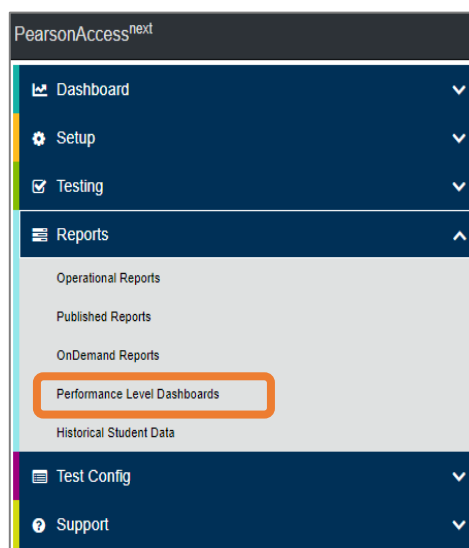 PearsonAccessnext
Dashboard
Setup
Testing
Reports
Operational Reports
Published Reports
OnDemand Reports
Performance Level Dashboards
Historical Student Data
Test Config
Support